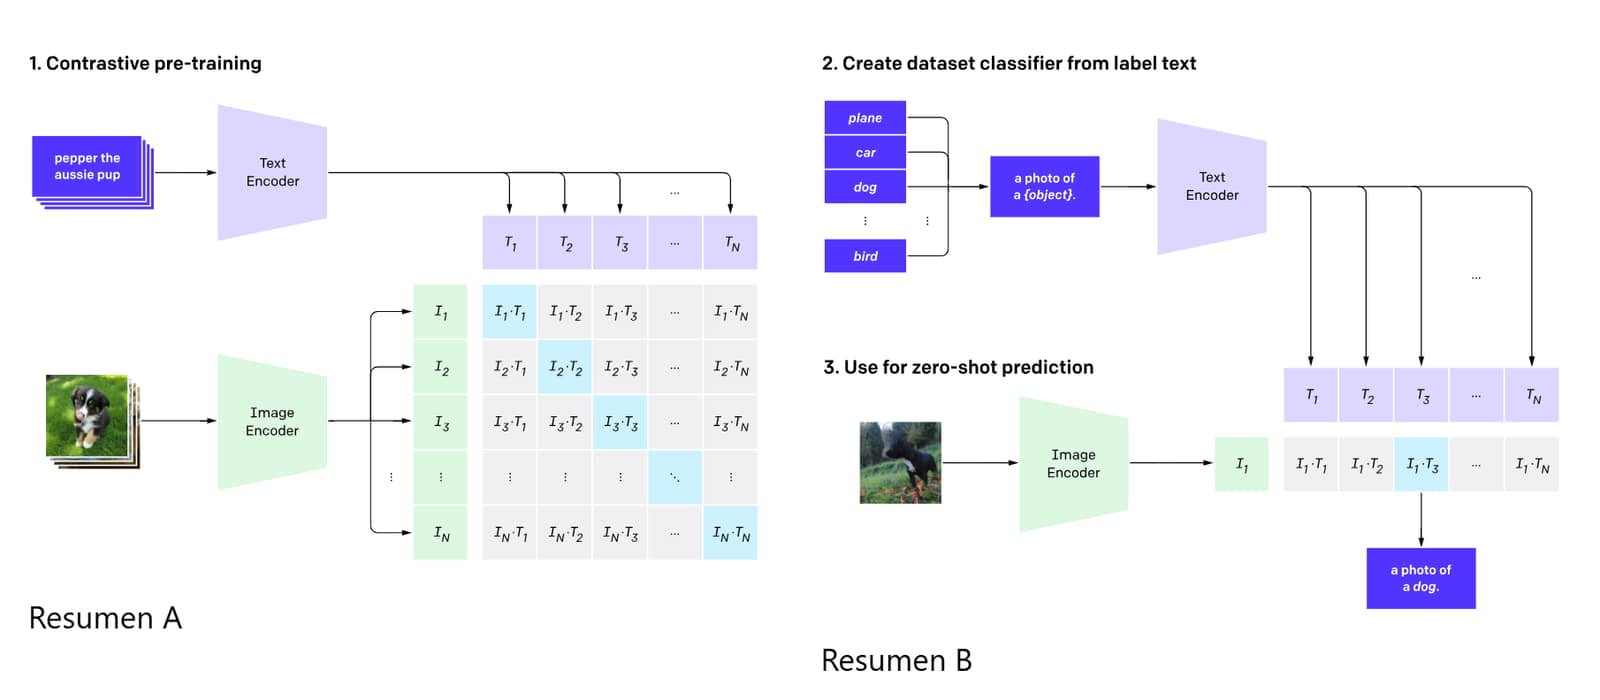 1. Contrastive pre-training
pepper the
aussie pup
Text
Encoder
...
T1 T2 T3 ... TN
Image
Encoder
I1 I1·T1 I1·T2 I1·T3 ... I1·TN
I2 I2·T1 I2·T2 I2·T3 ... I2·TN
I3 I3·T1 I3·T2 I3·T3 ... I3·TN
⋮ ⋮ ⋮ ⋮ ⋮ ⋱ ⋮
IN IN·T1 IN·T2 IN·T3 ... IN·TN
Resumen A
2. Create dataset classifier from label text
plane
car
dog
⋮ ⋮
bird
a photo of
a {object}.
Text
Encoder
...
3. Use for zero-shot prediction
T1 T2 T3 ... TN
Image
Encoder
I1 I1·T1 I1·T2 I1·T3 ... I1·TN
a photo of
a dog.
Resumen B